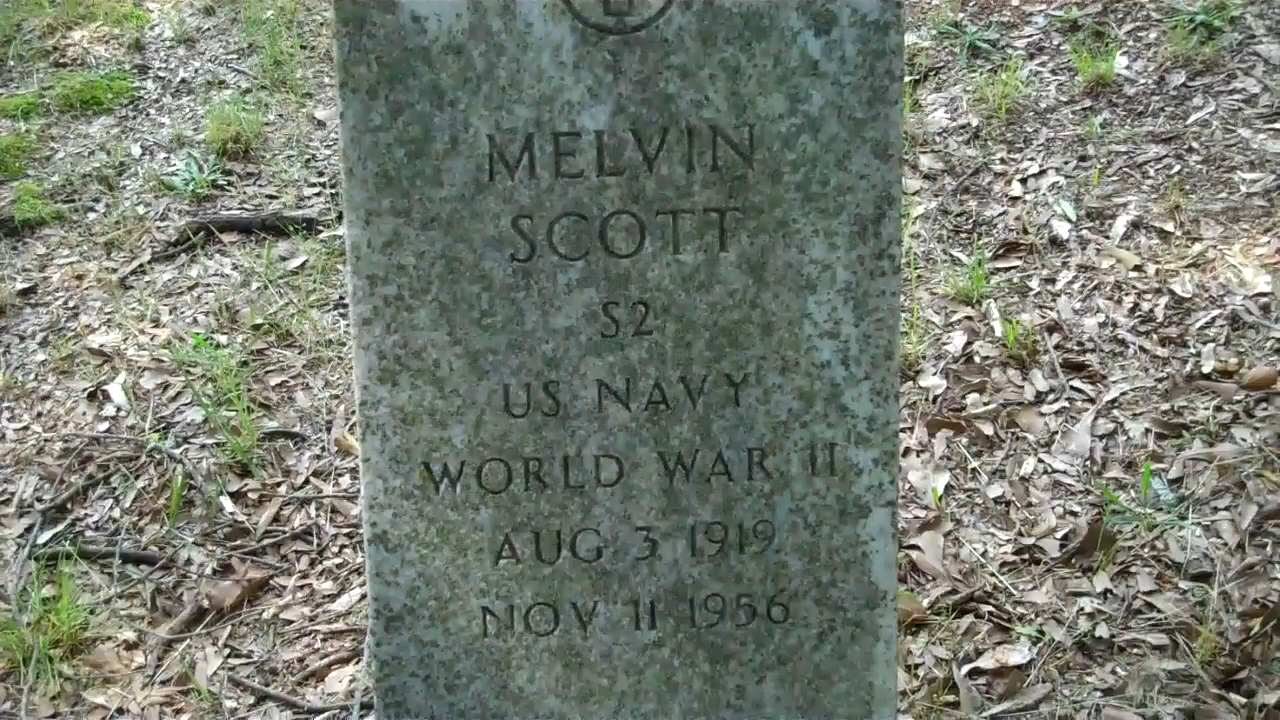 MELVIN
SCOTT
S2
US NAVY
WORLD WAR II
AUG 3 1919
NOV 11 1956